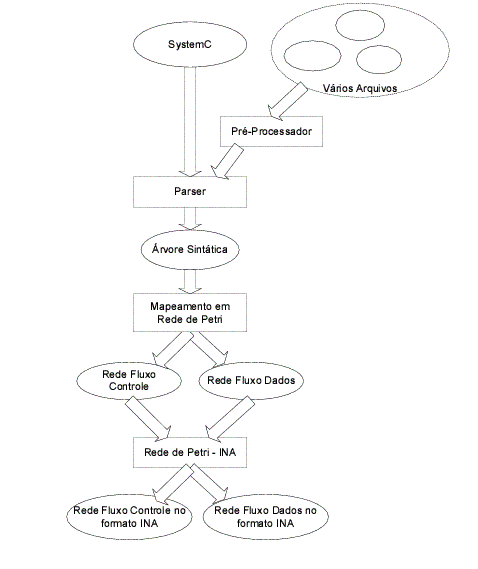 SystemC
Vários Arquivos
Pré-Processador
Parser
Árvore Sintática
Mapeamento em
Rede de Petri
Rede Fluxo
Controle
Rede Fluxo Dados
Rede de Petri - INA
Rede Fluxo Controle no
formato INA
Rede Fluxo Dados no
formato INA